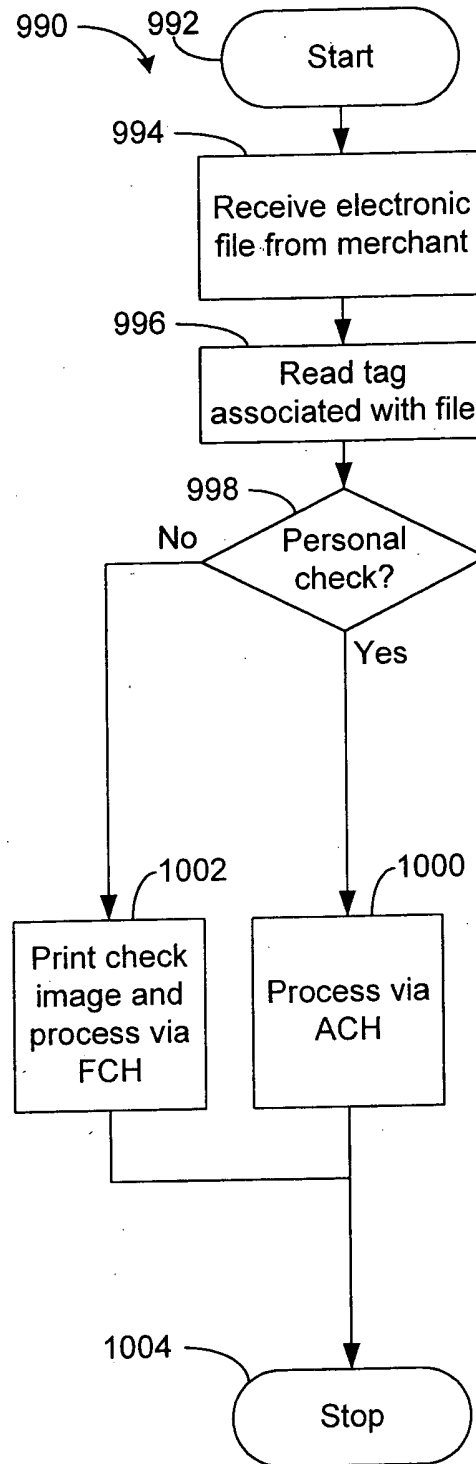 990
992
Start
994
Receive electronic
file from merchant
996
Read tag
associated with file
998
No
Personal
check?
Yes
1002
1000
Print check
image and
process via
FCH
Process via
ACH
1004
Stop